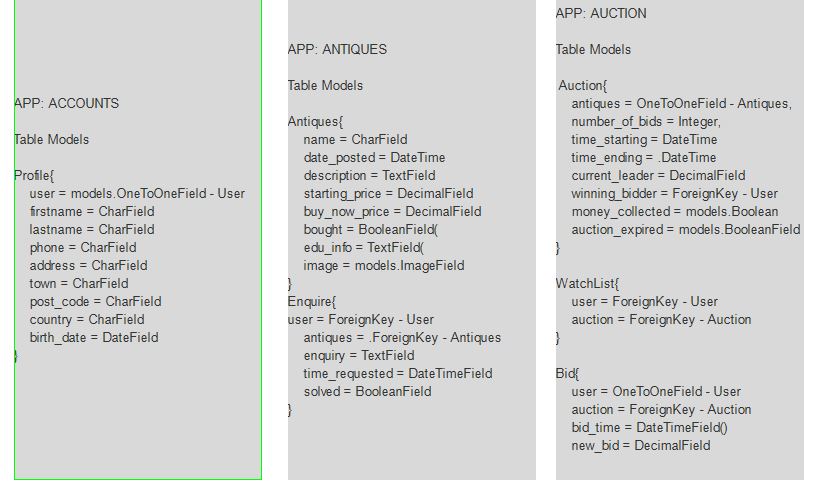 APP: ACCOUNTS
Table Models
Profile{
user = models.OneToOneField - User
firstname = CharField
lastname = CharField
phone = CharField
address = CharField
town = CharField
post_code = CharField
country = CharField
birth_date = DateField
}
APP: ANTIQUES
Table Models
Antiques{
name = CharField
date_posted = DateTime
description = TextField
starting_price = DecimalField
buy_now_price = DecimalField
bought = BooleanField(
edu_info = TextField(
image = models.ImageField
}
Enquire{
user = ForeignKey - User
antiques = .ForeignKey - Antiques
enquiry = TextField
time_requested = DateTimeField
solved = BooleanField
}
APP: AUCTION
Table Models
Auction{
antiques = OneToOneField - Antiques,
number_of_bids = Integer,
time_starting = DateTime
time_ending = .DateTime
current_leader = DecimalField
winning_bidder = ForeignKey - User
money_collected = models.Boolean
auction_expired = models.BooleanField
}
WatchList{
user = ForeignKey - User
auction = ForeignKey - Auction
}
Bid{
user = OneToOneField - User
auction = ForeignKey - Auction
bid_time = DateTimeField()
new_bid = DecimalField